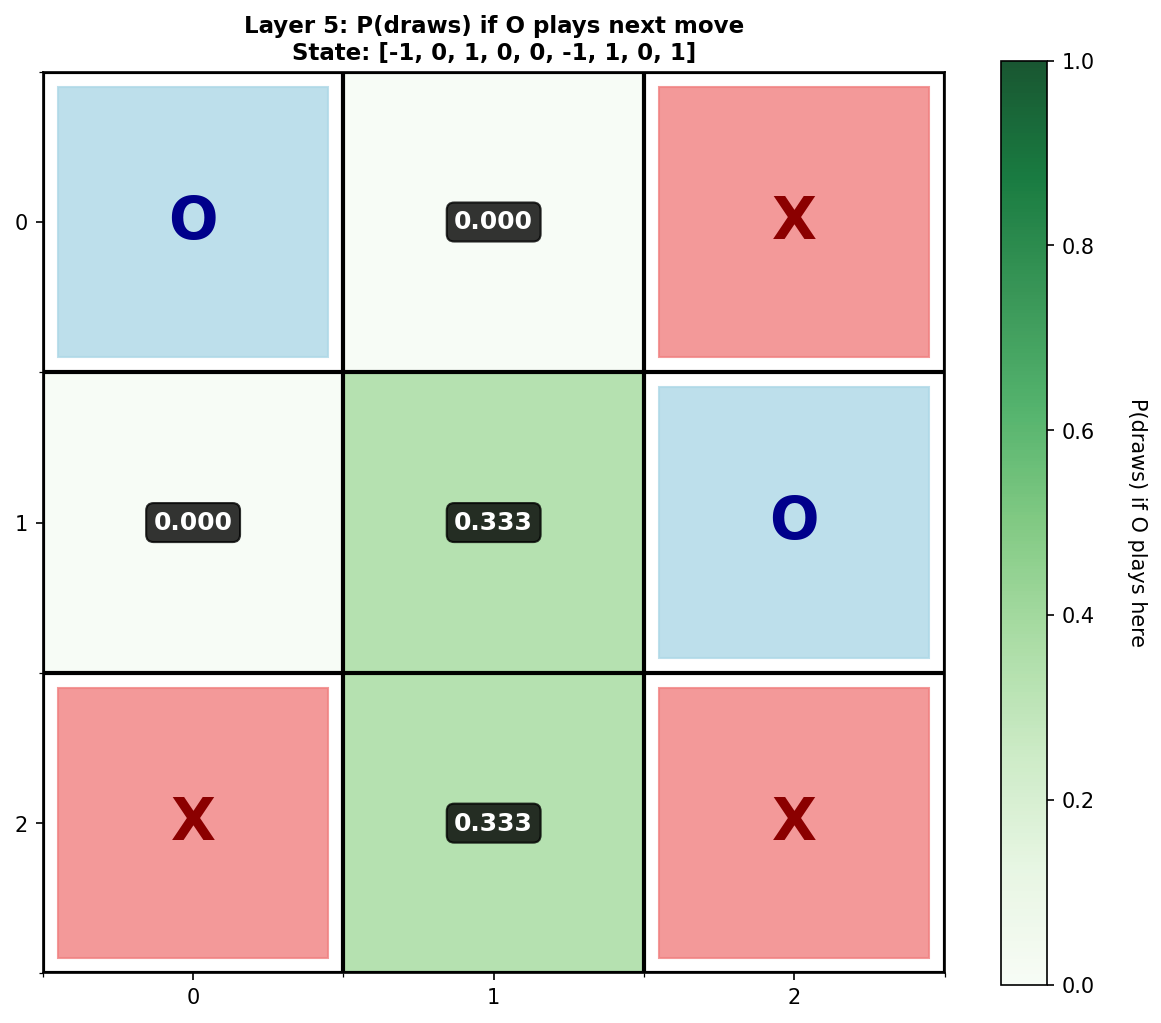 Layer 5: P(draws) if O plays next move
State: [-1, 0, 1, 0, 0, -1, 1, 0, 1]
1.0
0
O
0.000
X
0.8
0.6
P(draws) if O plays here
1
0.000
0.333
O
0.4
0.2
2
X
0.333
X
0.0
0
1
2